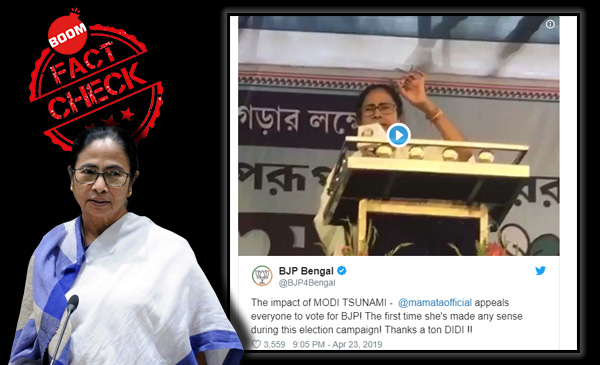 BOOM
FACT
CHECK
গড়ার লক্ষ্যে
BJP Bengal
@BJP4Bengal
The impact of MODI TSUNAMI - @mamataofficial appeals
everyone to vote for BJP! The first time she's made any sense
during this election campaign! Thanks a ton DIDI !!
3,559 9:05 PM - Apr 23, 2019